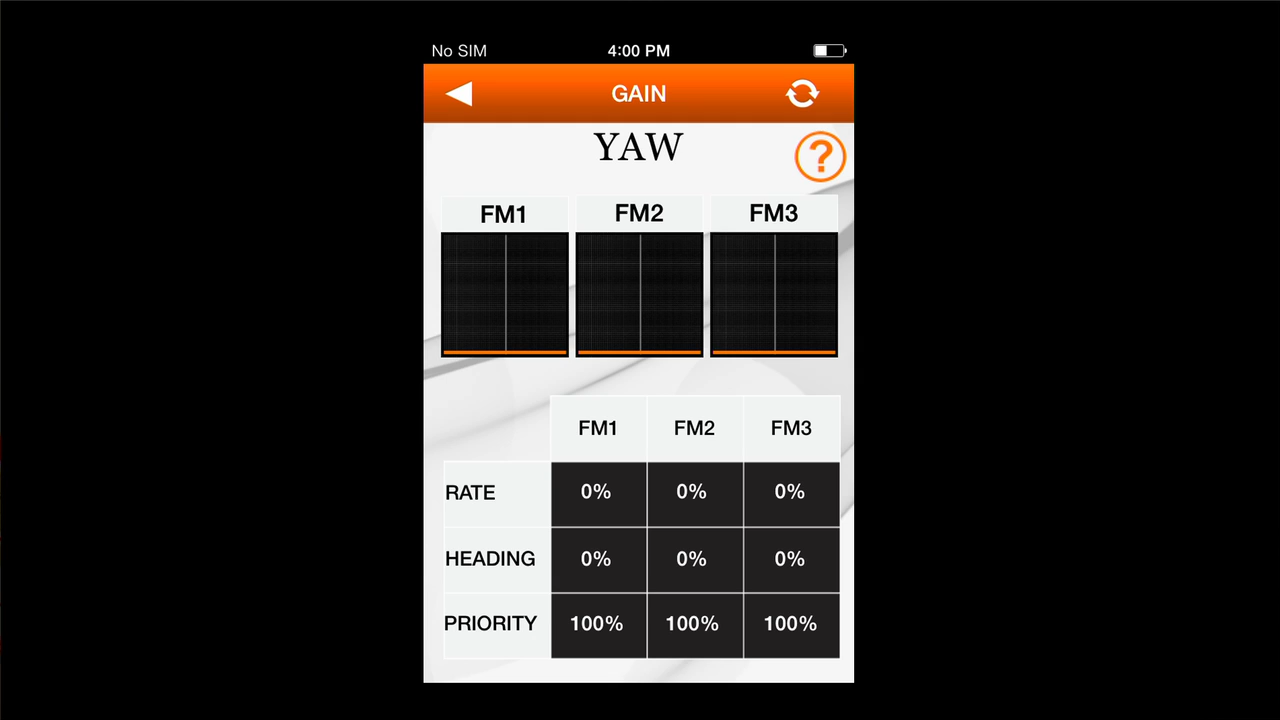 No SIM 4:00 PM
GAIN
YAW
?
FM1 FM2 FM3
FM1 FM2 FM3
RATE 0% 0% 0%
HEADING 0% 0% 0%
PRIORITY 100% 100% 100%